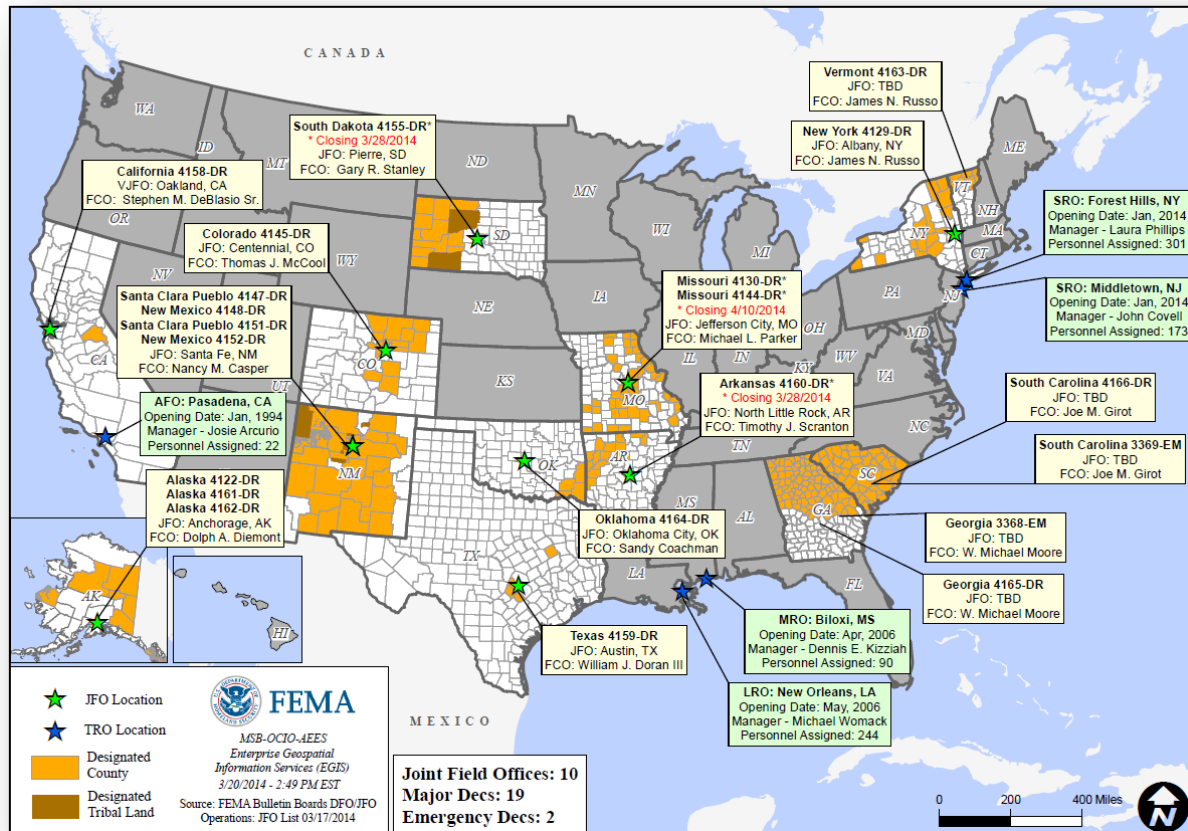 CANADA
WA
ID
MT
ND
MN
ME
OR
WY
SD
WI
MI
VT
NH
NY
MA
CT
NV
NE
IA
PA
NJ
CA
UT
CO
KS
MO
IL
IN
OH
WV
MD
VA
KY
NM
OK
AR
TN
NC
SC
TX
LA
MS
AL
GA
FL
AK
HI
MEXICO
Vermont 4163-DR
JFO: TBD
FCO: James N. Russo
New York 4129-DR
JFO: Albany, NY
FCO: James N. Russo
South Dakota 4155-DR*
* Closing 3/28/2014
JFO: Pierre, SD
FCO: Gary R. Stanley
California 4158-DR
VJFO: Oakland, CA
FCO: Stephen M. DeBlasio Sr.
SRO: Forest Hills, NY
Opening Date: Jan, 2014
Manager - Laura Phillips
Personnel Assigned: 301
Colorado 4145-DR
JFO: Centennial, CO
FCO: Thomas J. McCool
SRO: Middletown, NJ
Opening Date: Jan, 2014
Manager - John Covell
Personnel Assigned: 173
Missouri 4130-DR*
Missouri 4144-DR*
* Closing 4/10/2014
JFO: Jefferson City, MO
FCO: Michael L. Parker
Santa Clara Pueblo 4147-DR
New Mexico 4148-DR
Santa Clara Pueblo 4151-DR
New Mexico 4152-DR
JFO: Santa Fe, NM
FCO: Nancy M. Casper
Arkansas 4160-DR*
* Closing 3/28/2014
JFO: North Little Rock, AR
FCO: Timothy J. Scranton
South Carolina 4166-DR
JFO: TBD
FCO: Joe M. Girot
AFO: Pasadena, CA
Opening Date: Jan, 1994
Manager - Josie Arcurio
Personnel Assigned: 22
South Carolina 3369-EM
JFO: TBD
FCO: Joe M. Girot
Alaska 4122-DR
Alaska 4161-DR
Alaska 4162-DR
JFO: Anchorage, AK
FCO: Dolph A. Diemont
Oklahoma 4164-DR
JFO: Oklahoma City, OK
FCO: Sandy Coachman
Georgia 3368-EM
JFO: TBD
FCO: W. Michael Moore
Georgia 4165-DR
JFO: TBD
FCO: W. Michael Moore
Texas 4159-DR
JFO: Austin, TX
FCO: William J. Doran III
MRO: Biloxi, MS
Opening Date: Apr, 2006
Manager - Dennis E. Kizziah
Personnel Assigned: 90
LRO: New Orleans, LA
Opening Date: May, 2006
Manager - Michael Womack
Personnel Assigned: 244
JFO Location
TRO Location
Designated
County
Designated
Tribal Land
FEMA
MSB-OCIO-AEES
Enterprise Geospatial
Information Services (EGIS)
3/20/2014 - 2:49 PM EST
Source: FEMA Bulletin Boards DFO/JFO
Operations: JFO List 03/17/2014
Joint Field Offices: 10
Major Decs: 19
Emergency Decs: 2
0 200 400 Miles
N